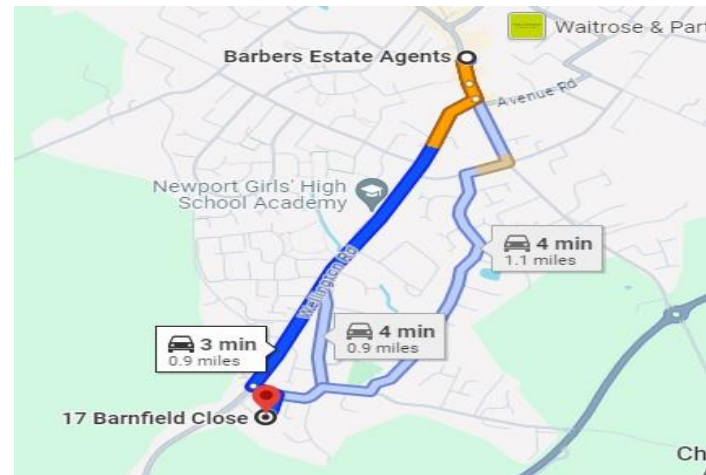 Waitrose & Part
Barbers Estate Agents
Avenue Rd
Newport Girls' High
School Academy
4 min
1.1 miles
Wellington Rd
4 min
0.9 miles
3 min
0.9 miles
17 Barnfield Close
Ch